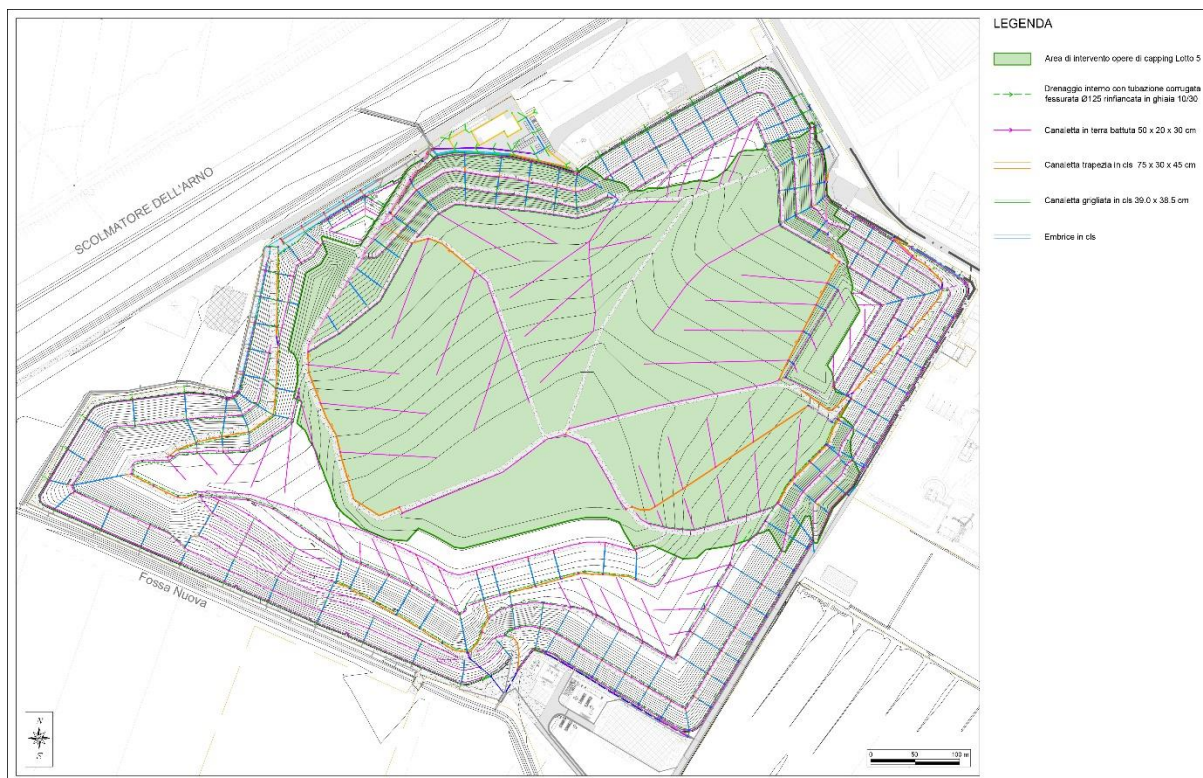 LEGENDA
Area di intervento opere di capping Lotto 5
Drenaggio interno con tubazione corrugata
fessurata Ø125 rinfiancata in ghiaia 10/30
Canaletta in terra battuta 50 x 20 x 30 cm
Canaletta trapezia in cls 75 x 30 x 45 cm
Canaletta grigliata in cls 39.0 x 38.5 cm
Embrice in cls
SCOLMATORE DELL'ARNO
Fossa Nuova
N
S
0 50 100 m